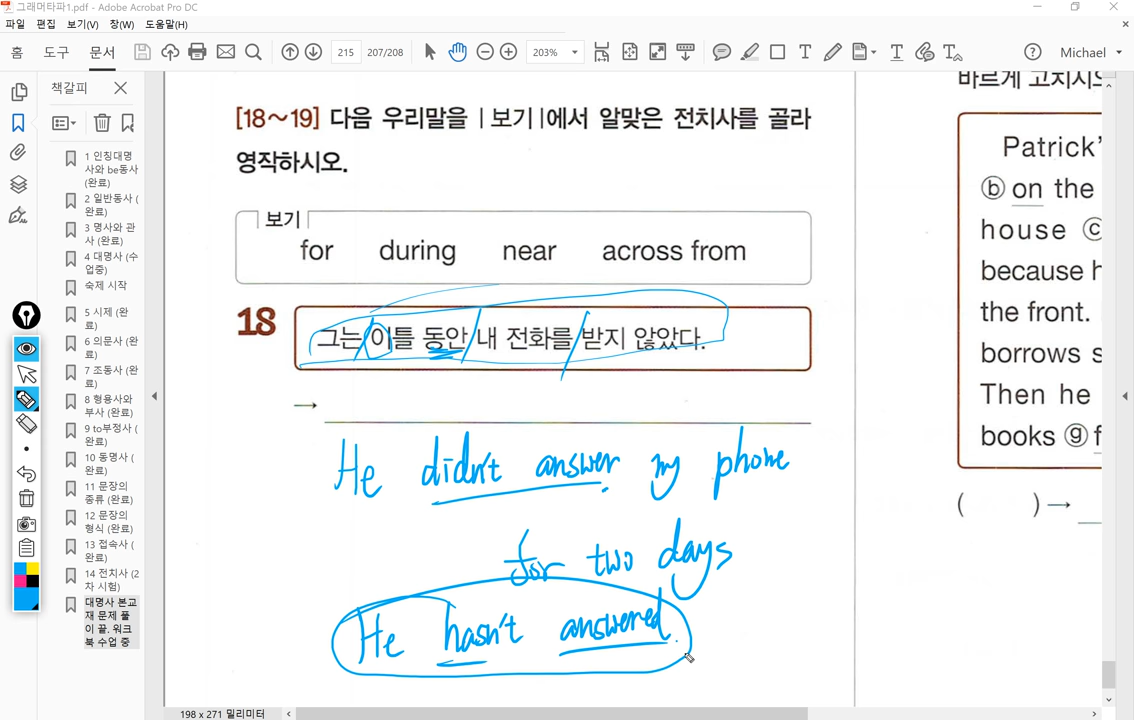 그래머타파1.pdf - Adobe Acrobat Pro DC
파일 편집 보기(V) 창(W) 도움말(H)
홈 도구 문서 215 207/208 203% Michael
책갈피
1 인칭대명
사와 be동사
(완료)
2 일반동사 (
완료)
3 명사와 관
사 (완료)
4 대명사 (수
업중)
숙제 시작
5 시제 (완
료)
6 의문사 (완
료)
7 조동사 (완
료)
8 형용사와
부사 (완료)
9 to부정사 (
완료)
10 동명사 (
완료)
11 문장의
종류 (완료)
12 문장의
형식 (완료)
13 접속사 (
완료)
14 전치사 (2
차 시험)
대명사 본교
재 문제 풀
이 끝. 워크
북 수업 중
[18~19] 다음 우리말을 |보기|에서 알맞은 전치사를 골라
영작하시오.
보기
for during near across from
18 그는 이틀 동안 내 전화를 받지 않았다.
→
He didn't answer my phone
for two days
He hasn't answered.
바르게 고치시오
Patrick'
ⓑ on the
house ⓒ
because h
the front.
borrows s
Then he
books ⓖ f
( ) →
198 x 271 밀리미터